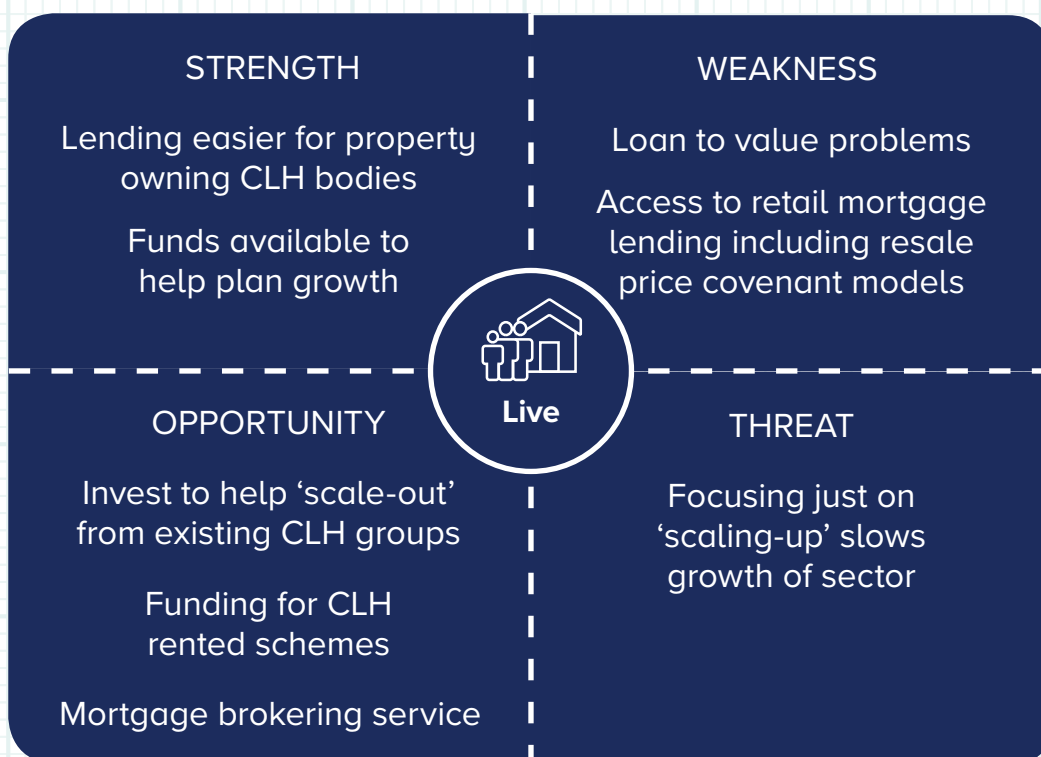 STRENGTH
Lending easier for property
owning CLH bodies
Funds available to
help plan growth
WEAKNESS
Loan to value problems
Access to retail mortgage
lending including resale
price covenant models
Live
OPPORTUNITY
Invest to help ‘scale-out’
from existing CLH groups
Funding for CLH
rented schemes
Mortgage brokering service
THREAT
Focusing just on
‘scaling-up’ slows
growth of sector